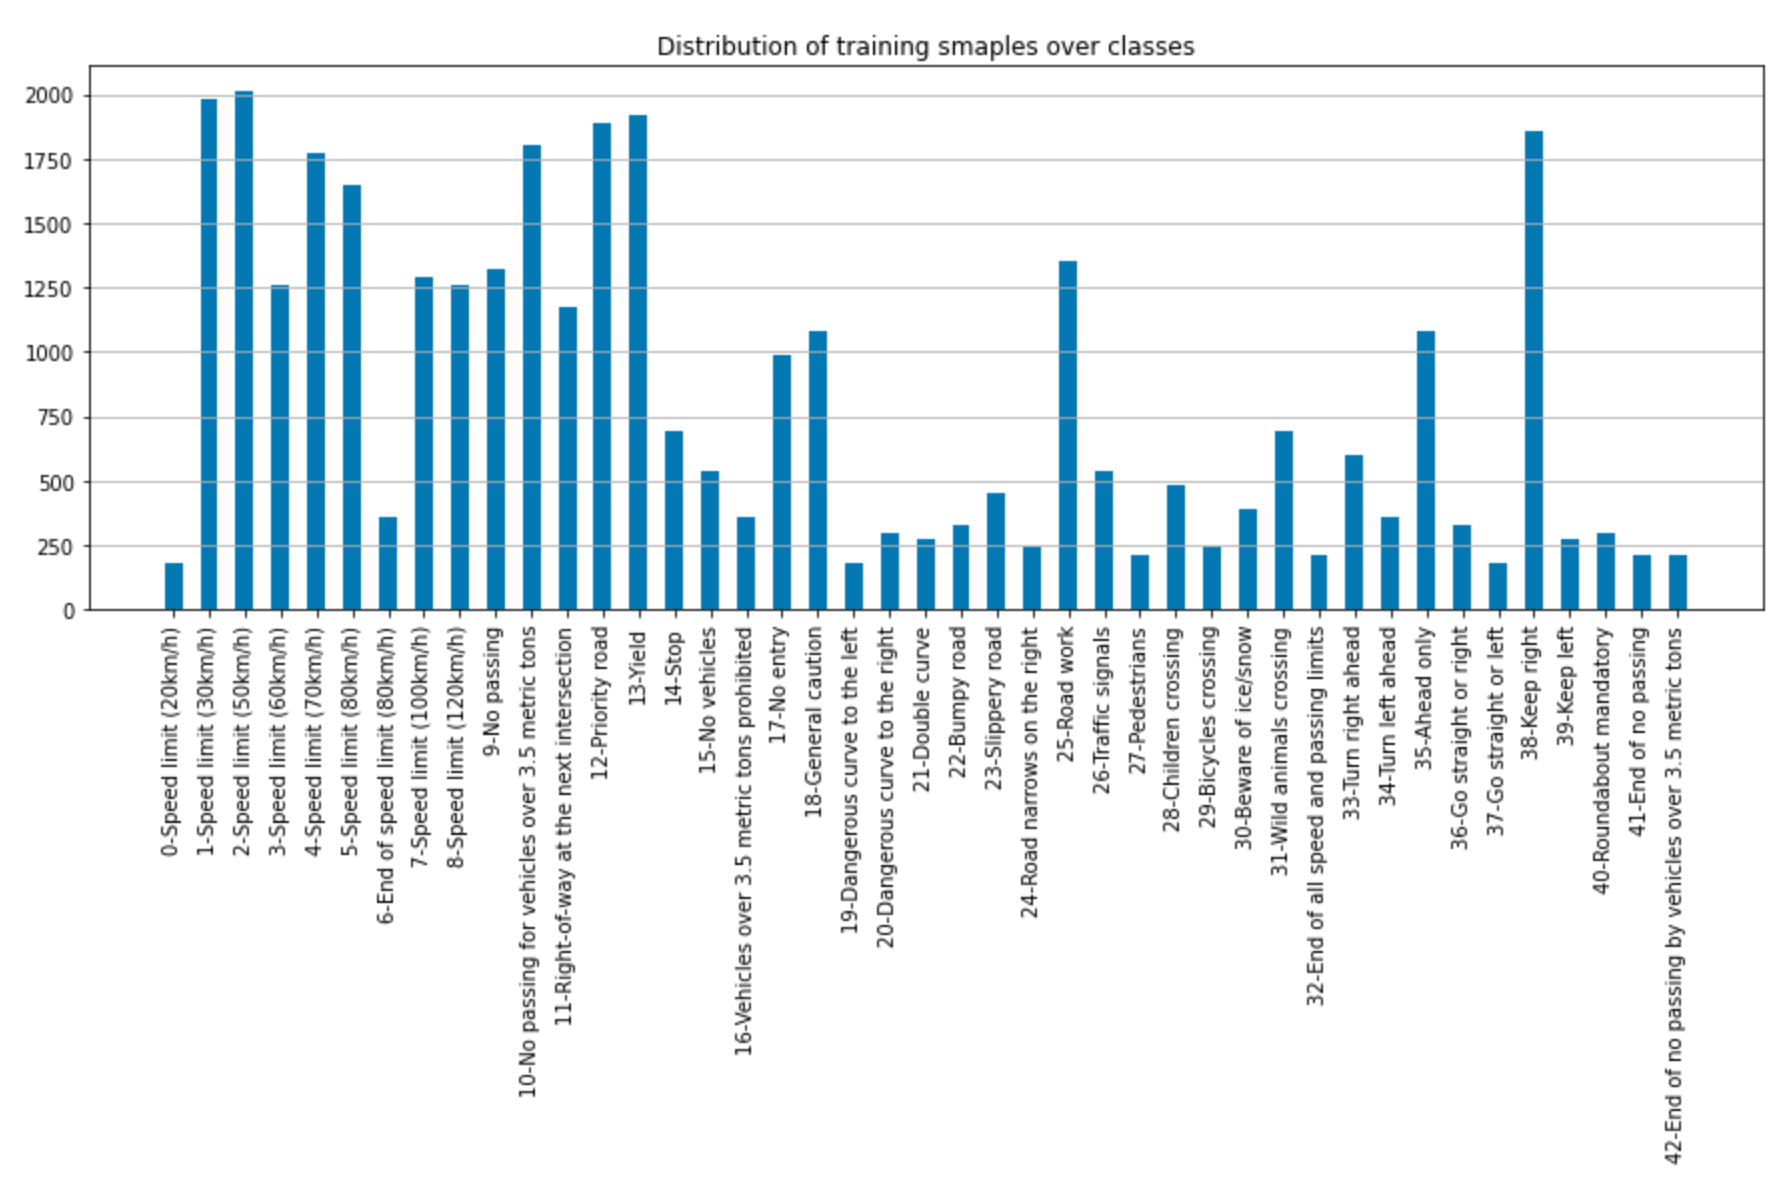 Distribution of training smaples over classes
2000
1750
1500
1250
1000
750
500
250
0
0-Speed limit (20km/h)
1-Speed limit (30km/h)
2-Speed limit (50km/h)
3-Speed limit (60km/h)
4-Speed limit (70km/h)
5-Speed limit (80km/h)
6-End of speed limit (80km/h)
7-Speed limit (100km/h)
8-Speed limit (120km/h)
9-No passing
10-No passing for vehicles over 3.5 metric tons
11-Right-of-way at the next intersection
12-Priority road
13-Yield
14-Stop
15-No vehicles
16-Vehicles over 3.5 metric tons prohibited
17-No entry
18-General caution
19-Dangerous curve to the left
20-Dangerous curve to the right
21-Double curve
22-Bumpy road
23-Slippery road
24-Road narrows on the right
25-Road work
26-Traffic signals
27-Pedestrians
28-Children crossing
29-Bicycles crossing
30-Beware of ice/snow
31-Wild animals crossing
32-End of all speed and passing limits
33-Turn right ahead
34-Turn left ahead
35-Ahead only
36-Go straight or right
37-Go straight or left
38-Keep right
39-Keep left
40-Roundabout mandatory
41-End of no passing
42-End of no passing by vehicles over 3.5 metric tons